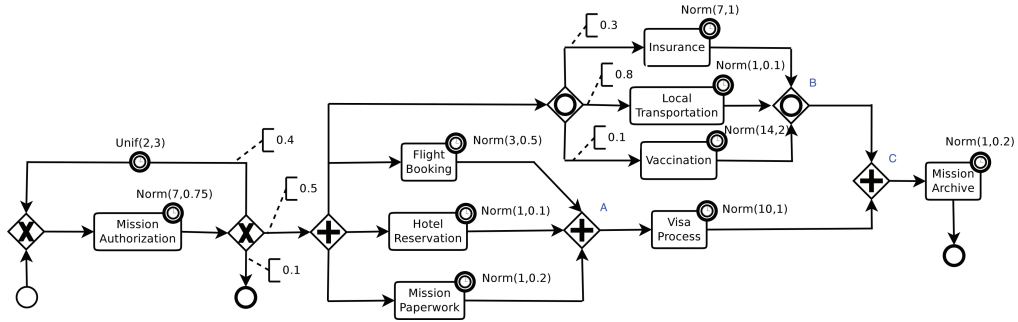 Norm(7,1)
0.3
Insurance
Norm(1,0.1)
0.8
B
Local
Transportation
Norm(14,2)
0.1
Vaccination
Unif(2,3)
0.4
Norm(3,0.5)
Flight
Booking
Norm(1,0.2)
C
Mission
Archive
Norm(7,0.75)
0.5
X
Mission
Authorization
X
Norm(1,0.1)
A
Hotel
Reservation
Norm(10,1)
Visa
Process
0.1
Norm(1,0.2)
Mission
Paperwork